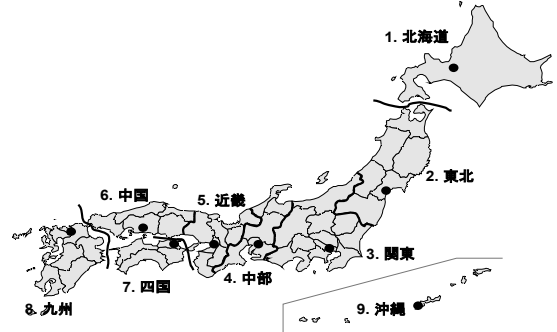 1. 北海道
2. 東北
3. 関東
4. 中部
5. 近畿
6. 中国
7. 四国
8. 九州
9. 沖縄